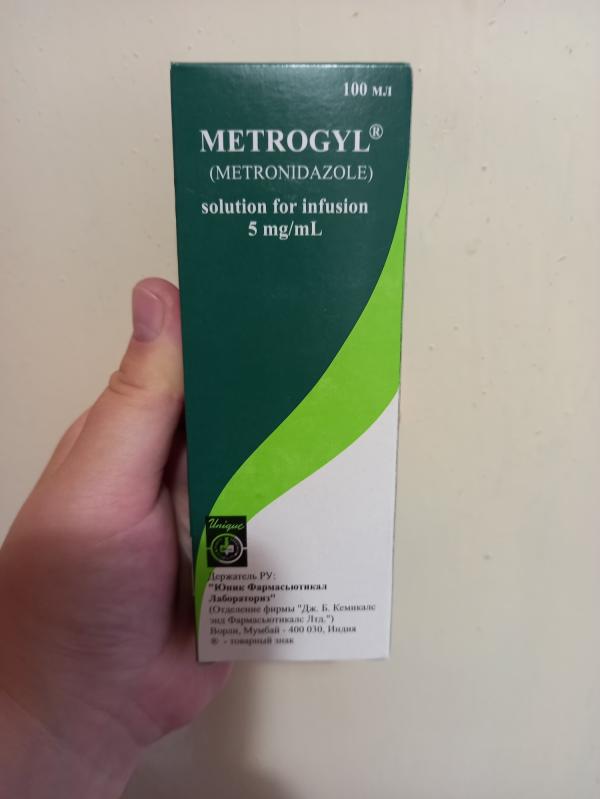 100 мл
METROGYL®
(METRONIDAZOLE)
solution for infusion
5 mg/mL
Unique
Держатель РУ:
"Юник Фармасьютикал
Лабораториз"
(Отделение фирмы "Дж. Б. Кемикалс
энд Фармасьютикалс Лтд.")
Ворли, Мумбай - 400 030, Индия
® - товарный знак